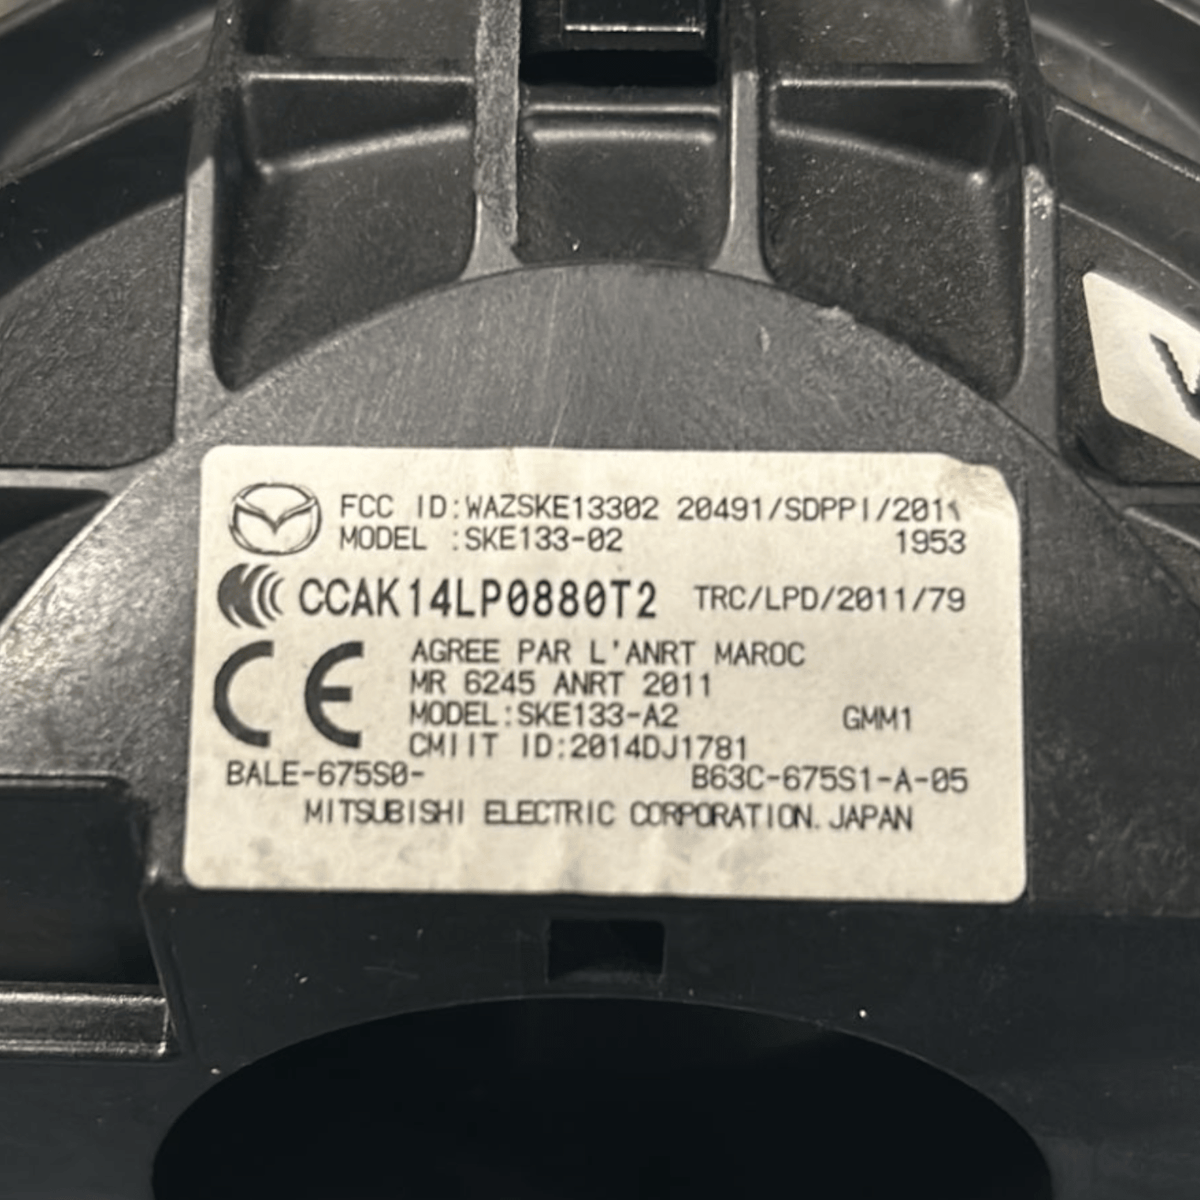 FCC ID:WAZSKE13302 20491/SDPPI/2011
MODEL :SKE133-02 1953
CCAK14LP0880T2 TRC/LPD/2011/79
CE
AGREE PAR L'ANRT MAROC
MR 6245 ANRT 2011
MODEL:SKE133-A2 GMM1
CMIIT ID:2014DJ1781
BALE-675S0- B63C-675S1-A-05
MITSUBISHI ELECTRIC CORPORATION. JAPAN